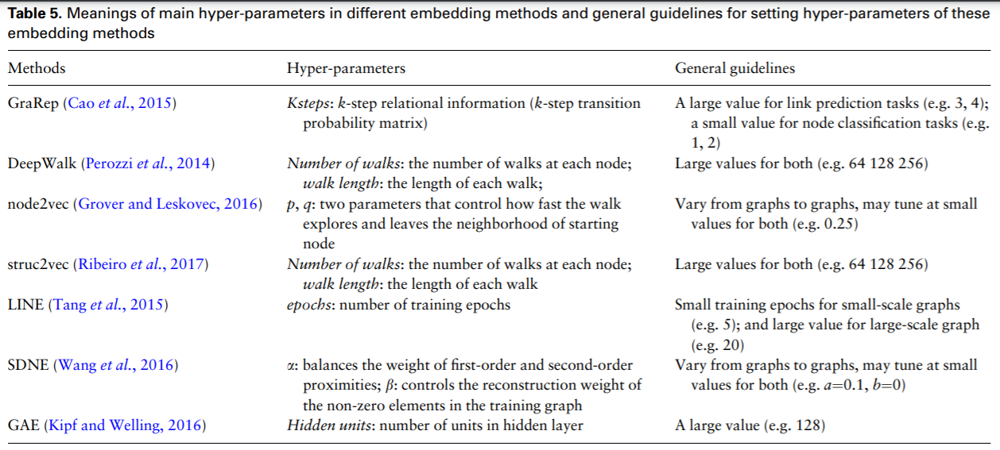 Table 5. Meanings of main hyper-parameters in different embedding methods and general guidelines for setting hyper-parameters of these
embedding methods
Methods Hyper-parameters General guidelines
GraRep (Cao et al., 2015) Ksteps: k-step relational information (k-step transition A large value for link prediction tasks (e.g. 3, 4);
probability matrix) a small value for node classification tasks (e.g.
1, 2)
DeepWalk (Perozzi et al., 2014) Number of walks: the number of walks at each node; Large values for both (e.g. 64 128 256)
walk length: the length of each walk;
node2vec (Grover and Leskovec, 2016) p, q: two parameters that control how fast the walk Vary from graphs to graphs, may tune at small
explores and leaves the neighborhood of starting values for both (e.g. 0.25)
node
struc2vec (Ribeiro et al., 2017) Number of walks: the number of walks at each node; Large values for both (e.g. 64 128 256)
walk length: the length of each walk
LINE (Tang et al., 2015) epochs: number of training epochs Small training epochs for small-scale graphs
(e.g. 5); and large value for large-scale graph
(e.g. 20)
SDNE (Wang et al., 2016) α: balances the weight of first-order and second-order Vary from graphs to graphs, may tune at small
proximities; β: controls the reconstruction weight of values for both (e.g. a=0.1, b=0)
the non-zero elements in the training graph
GAE (Kipf and Welling, 2016) Hidden units: number of units in hidden layer A large value (e.g. 128)